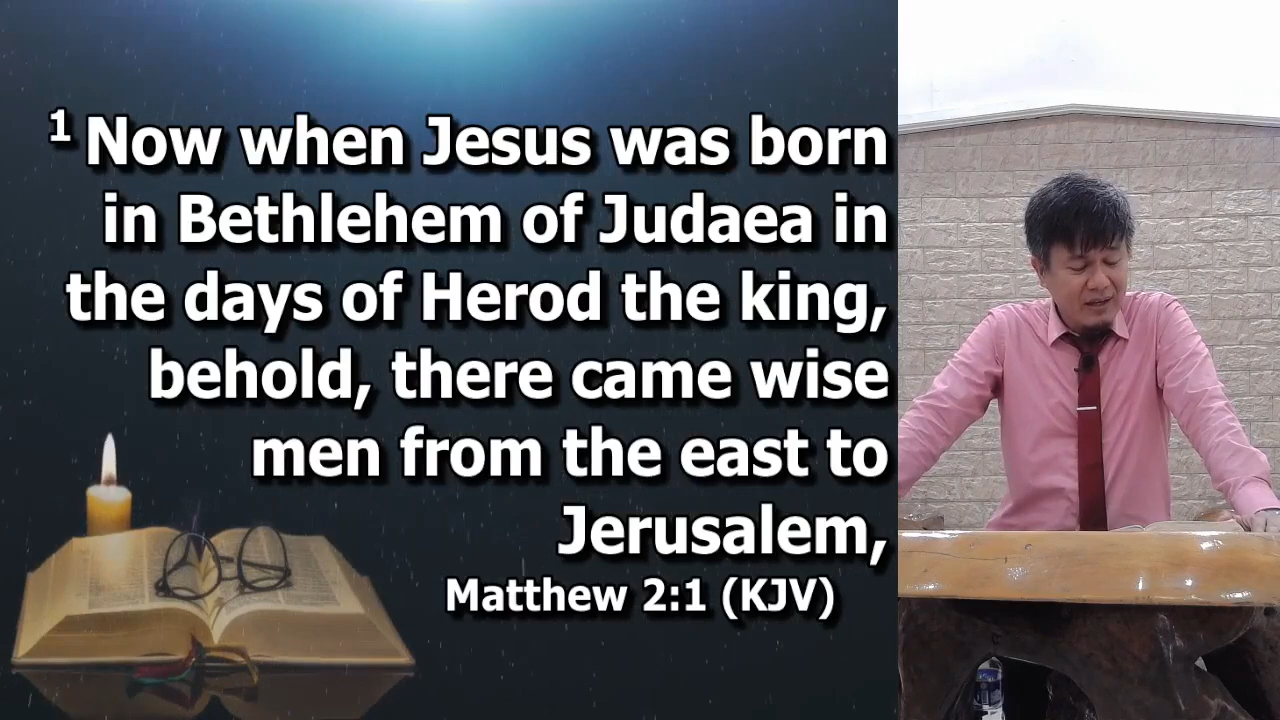 1 Now when Jesus was born
in Bethlehem of Judaea in
the days of Herod the king,
behold, there came wise
men from the east to
Jerusalem,
Matthew 2:1 (KJV)